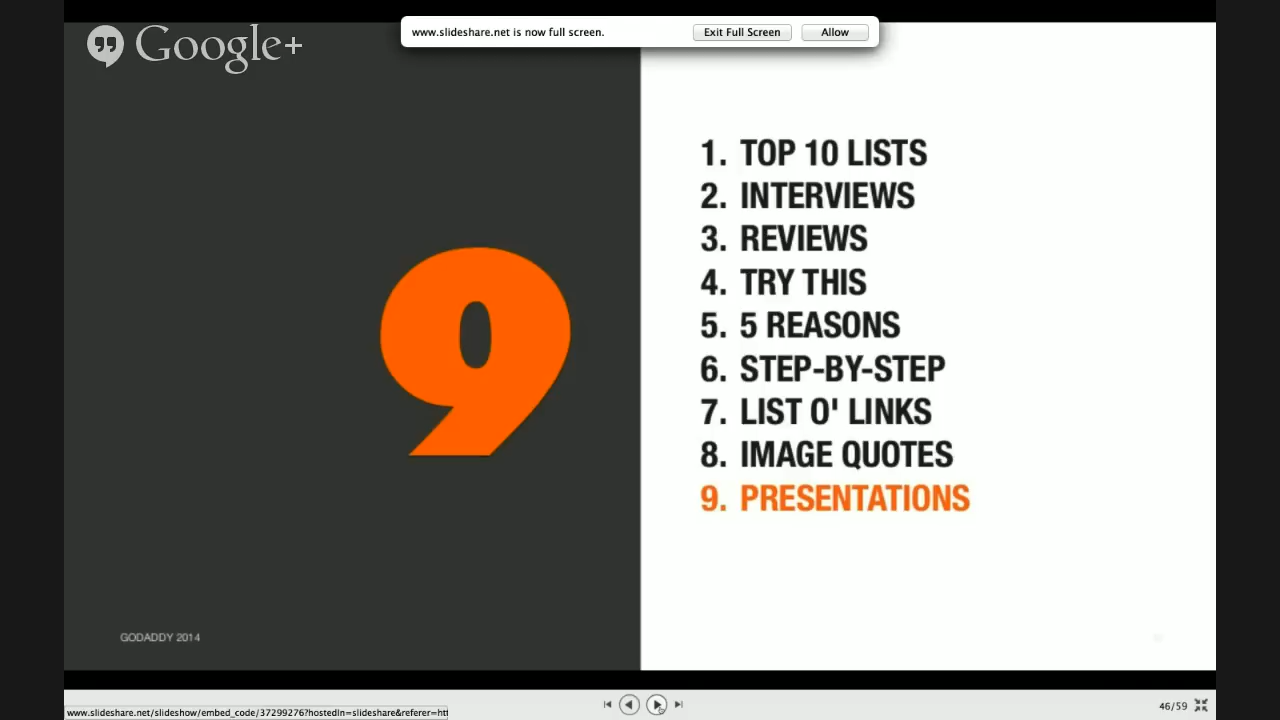 Google+
www.slideshare.net is now full screen.
Exit Full Screen
Allow
9
1. TOP 10 LISTS
2. INTERVIEWS
3. REVIEWS
4. TRY THIS
5. 5 REASONS
6. STEP-BY-STEP
7. LIST O' LINKS
8. IMAGE QUOTES
9. PRESENTATIONS
GODADDY 2014
46/59
www.slideshare.net/slideshow/embed_code/37299276?hostedIn=slideshare&referer=htt